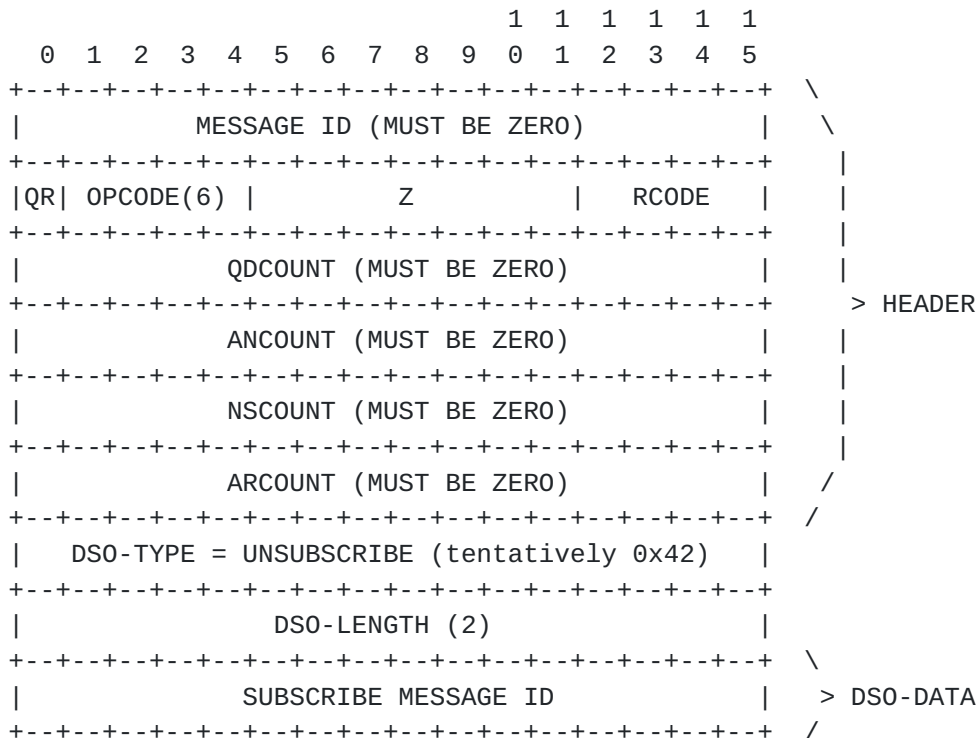 1  1  1  1  1  1
  0  1  2  3  4  5  6  7  8  9  0  1  2  3  4  5
+--+--+--+--+--+--+--+--+--+--+--+--+--+--+--+--+  \
|            MESSAGE ID (MUST BE ZERO)           |   \
+--+--+--+--+--+--+--+--+--+--+--+--+--+--+--+--+    |
|QR| OPCODE(6) |         Z          |   RCODE   |    |
+--+--+--+--+--+--+--+--+--+--+--+--+--+--+--+--+    |
|              QDCOUNT (MUST BE ZERO)            |    |
+--+--+--+--+--+--+--+--+--+--+--+--+--+--+--+--+     > HEADER
|              ANCOUNT (MUST BE ZERO)            |    |
+--+--+--+--+--+--+--+--+--+--+--+--+--+--+--+--+    |
|              NSCOUNT (MUST BE ZERO)            |    |
+--+--+--+--+--+--+--+--+--+--+--+--+--+--+--+--+    |
|              ARCOUNT (MUST BE ZERO)            |   /
+--+--+--+--+--+--+--+--+--+--+--+--+--+--+--+--+  /
|    DSO-TYPE = UNSUBSCRIBE (tentatively 0x42)   |
+--+--+--+--+--+--+--+--+--+--+--+--+--+--+--+--+
|                 DSO-LENGTH (2)                 |
+--+--+--+--+--+--+--+--+--+--+--+--+--+--+--+--+  \
|               SUBSCRIBE MESSAGE ID             |   > DSO-DATA
+--+--+--+--+--+--+--+--+--+--+--+--+--+--+--+--+  /